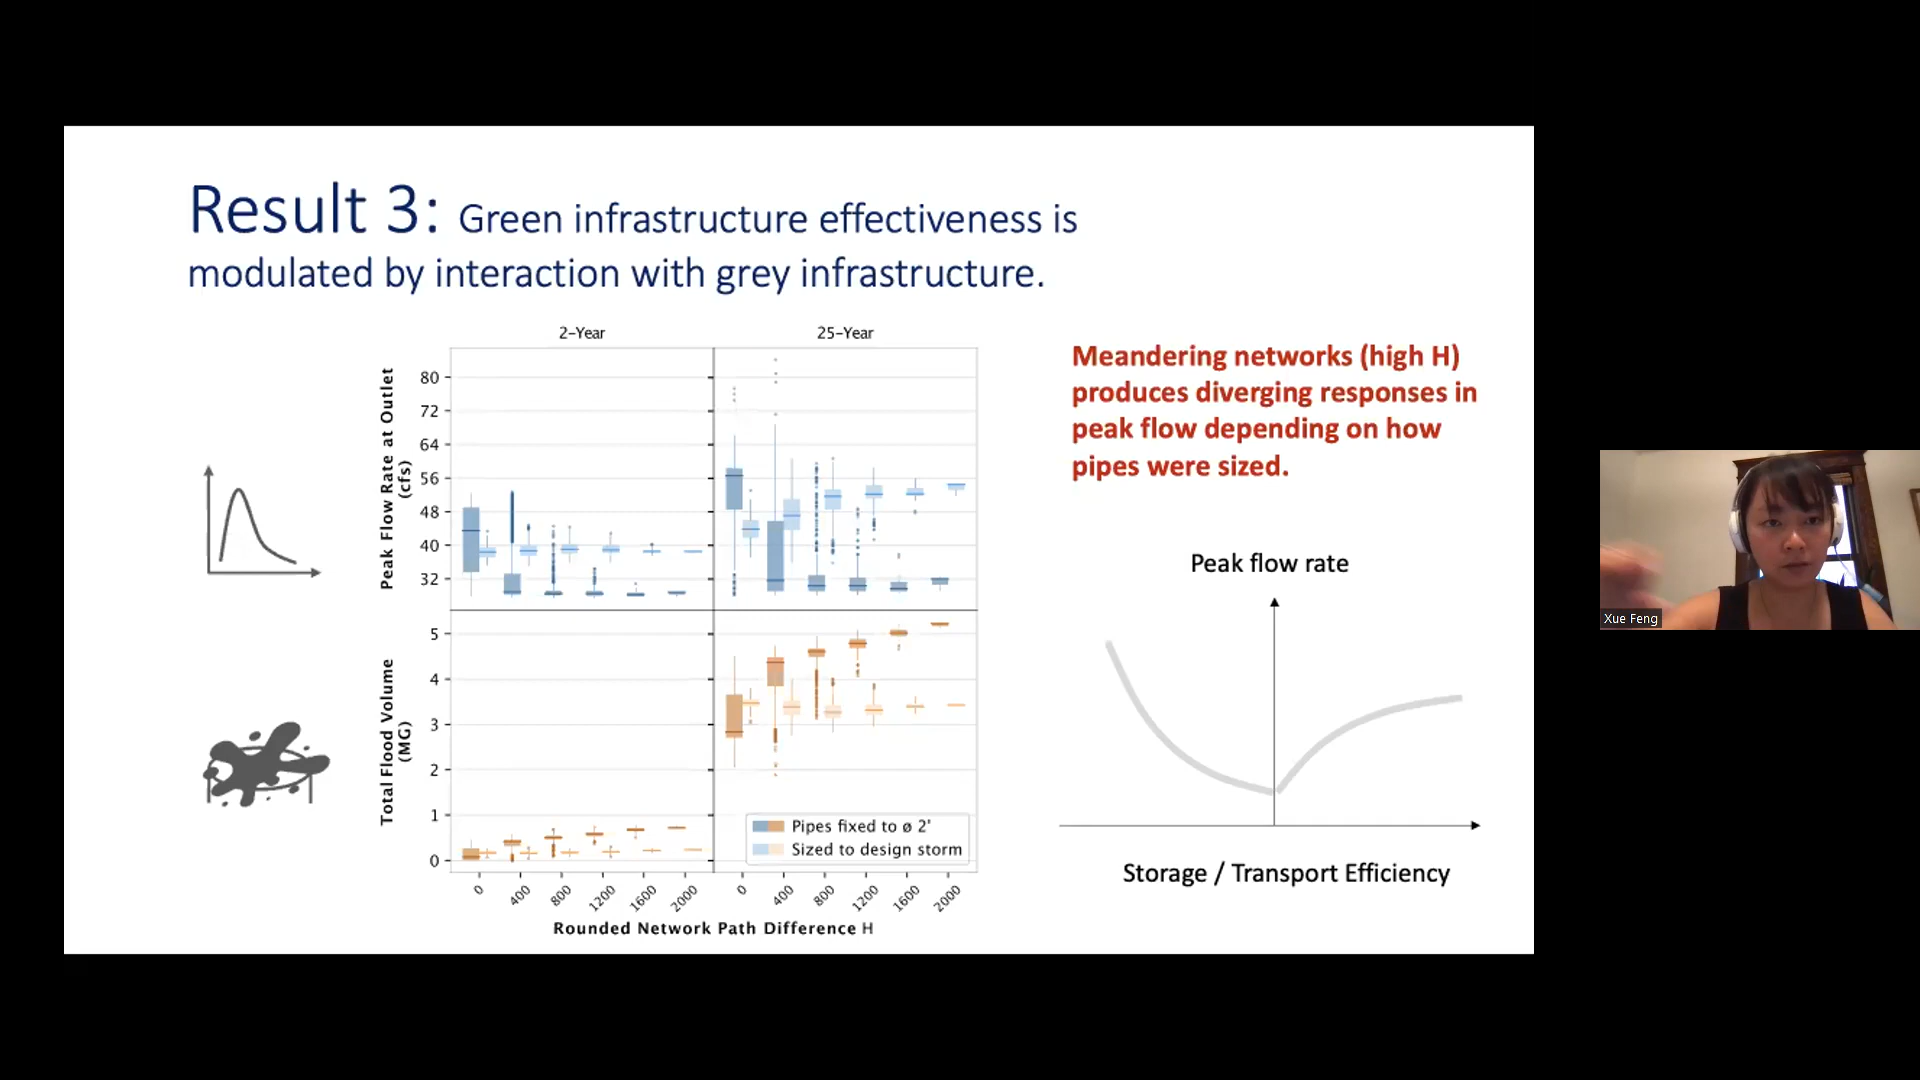 Result 3: Green infrastructure effectiveness is
modulated by interaction with grey infrastructure.
2-Year
25-Year
Peak Flow Rate at Outlet
(cfs)
80
72
64
56
48
40
32
Total Flood Volume
(MG)
5
4
3
2
1
0
Pipes fixed to ø 2'
Sized to design storm
0
400
800
1200
1600
2000
0
400
800
1200
1600
2000
Rounded Network Path Difference H
Meandering networks (high H)
produces diverging responses in
peak flow depending on how
pipes were sized.
Peak flow rate
Storage / Transport Efficiency
Xue Feng